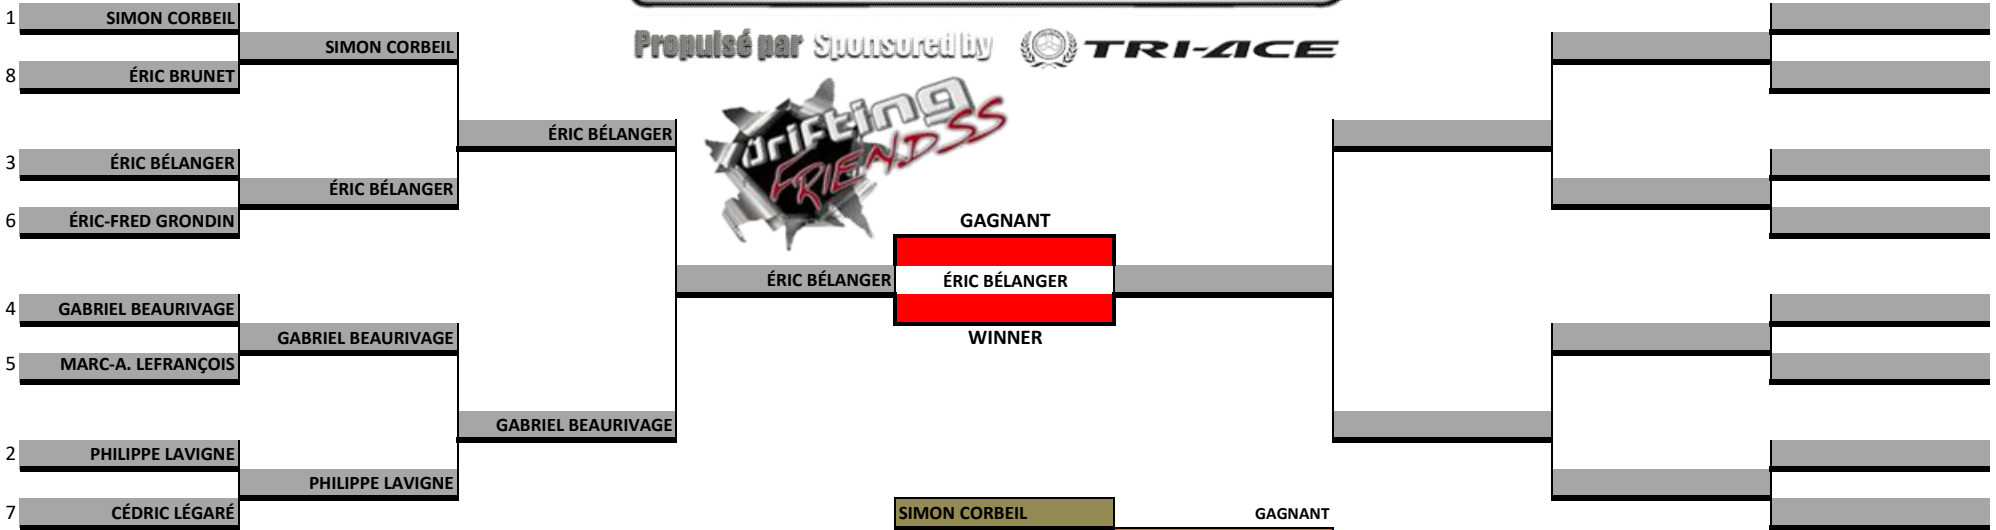 1 SIMON CORBEIL
SIMON CORBEIL
8 ÉRIC BRUNET
ÉRIC BÉLANGER
3 ÉRIC BÉLANGER
ÉRIC BÉLANGER
6 ÉRIC-FRED GRONDIN
4 GABRIEL BEAURIVAGE
GABRIEL BEAURIVAGE
5 MARC-A. LEFRANÇOIS
GABRIEL BEAURIVAGE
2 PHILIPPE LAVIGNE
PHILIPPE LAVIGNE
7 CÉDRIC LÉGARÉ
Propulsé par Sponsored by TRI-ACE
Drifting
FRIENDSS
GAGNANT
ÉRIC BÉLANGER
ÉRIC BÉLANGER
WINNER
SIMON CORBEIL
GAGNANT